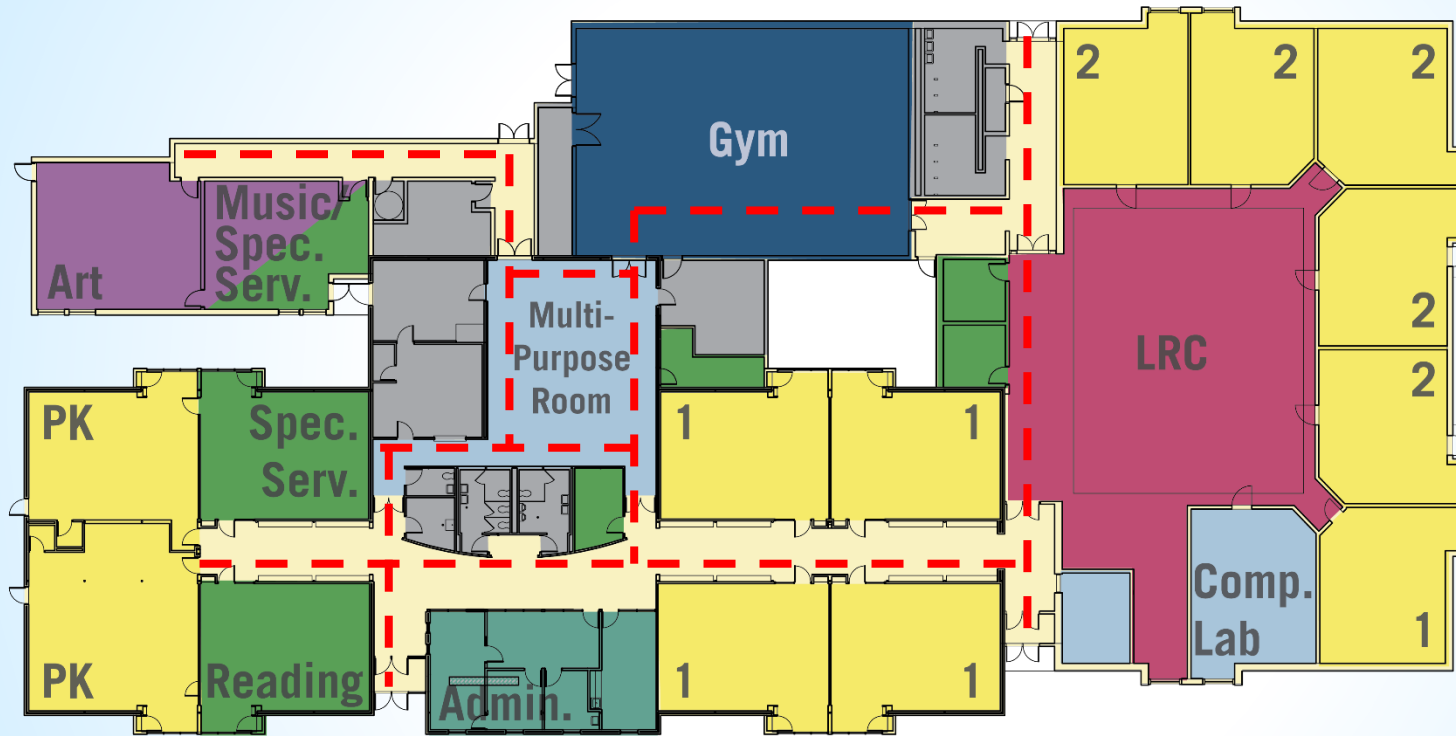 2
2
2
Gym
Music/
Spec.
Serv.
Art
Multi-
Purpose
Room
LRC
2
2
PK
Spec.
Serv.
1
1
PK
Reading
Admin.
1
1
Comp.
Lab
1